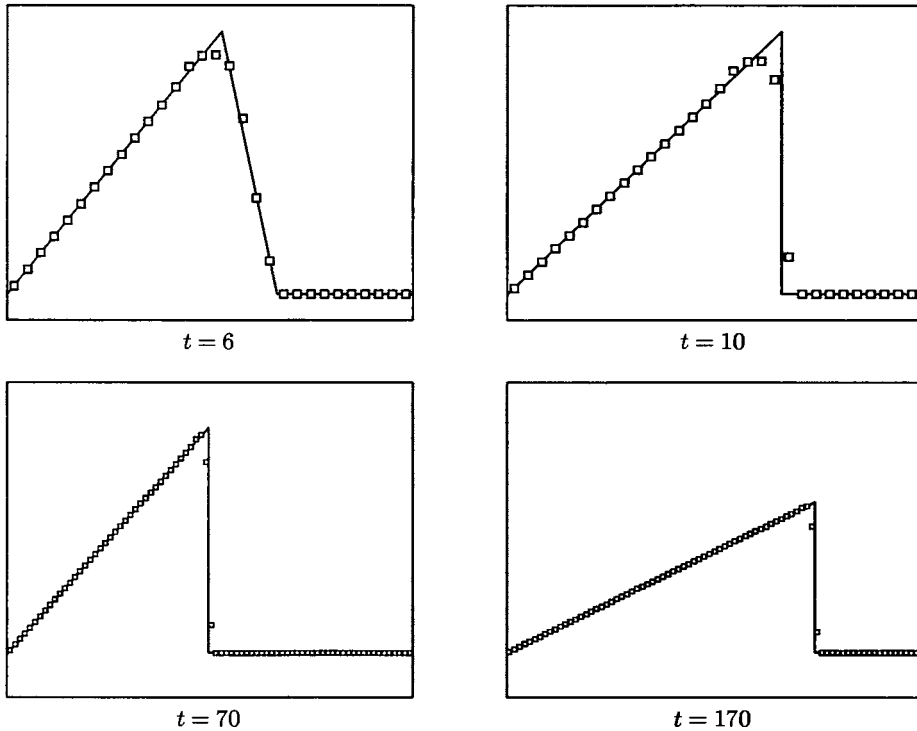 t = 6
t = 10
t = 70
t = 170